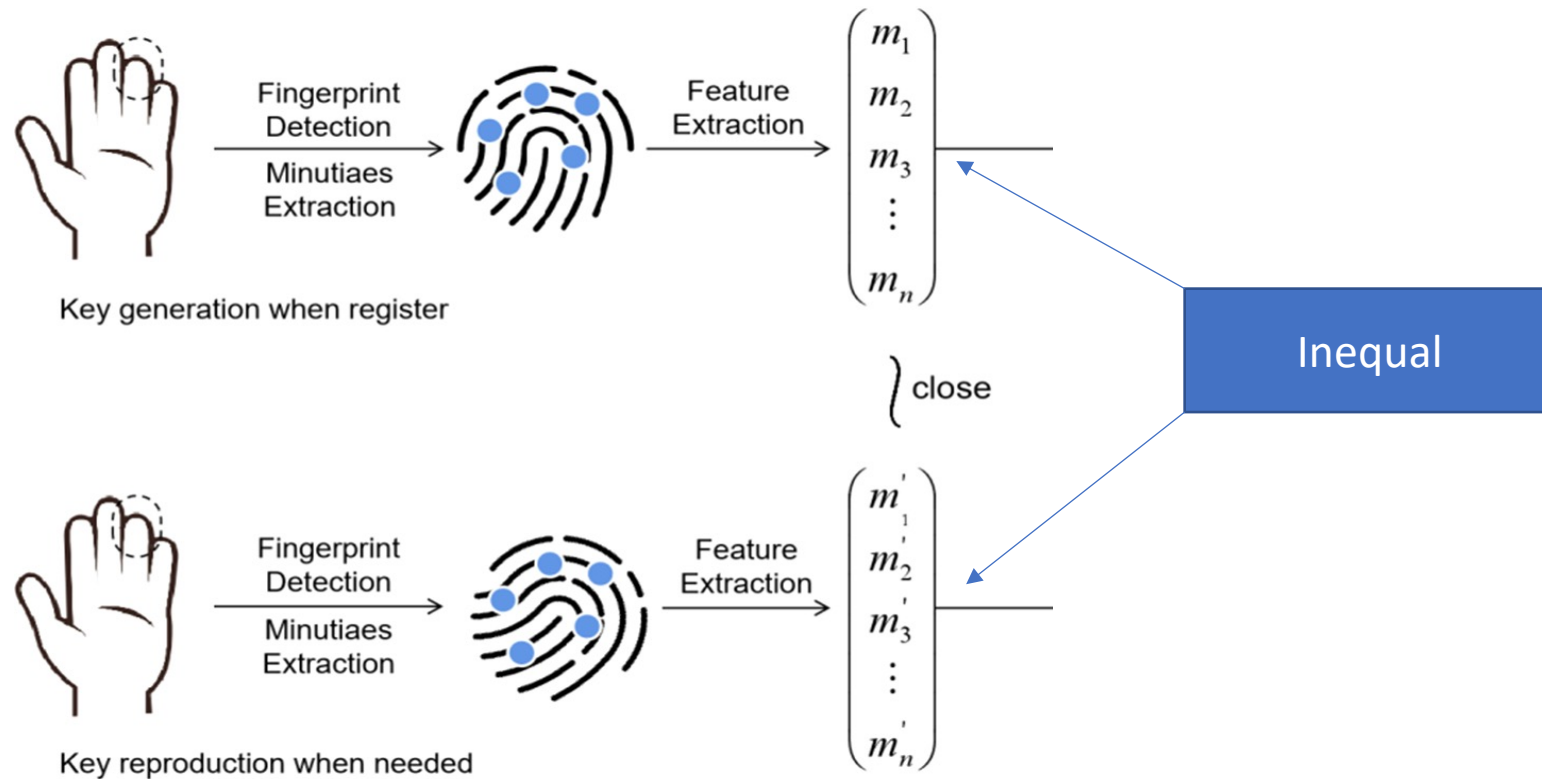 Fingerprint
Detection
Minutiaes
Extraction
Feature
Extraction
m₁
m₂
m₃
⋮
mₙ
Key generation when register
close
Inequal
Fingerprint
Detection
Minutiaes
Extraction
Feature
Extraction
m'₁
m'₂
m'₃
⋮
m'ₙ
Key reproduction when needed